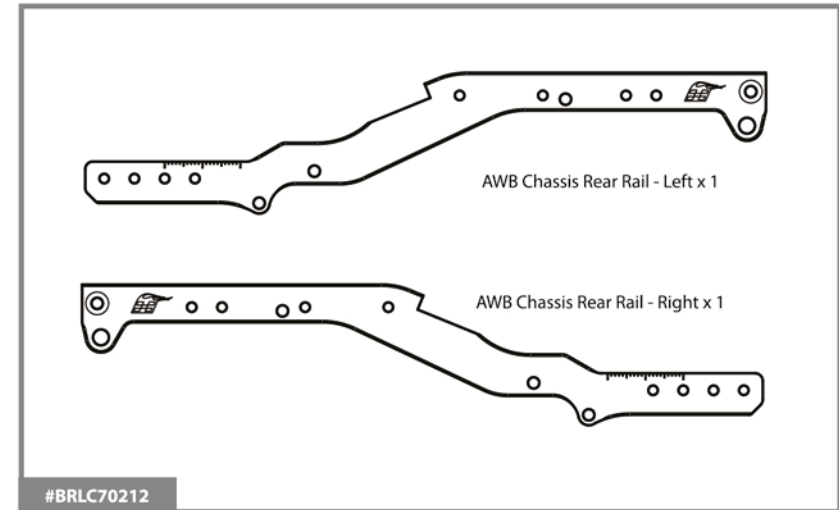 AWB Chassis Rear Rail - Left x 1
AWB Chassis Rear Rail - Right x 1
#BRLC70212